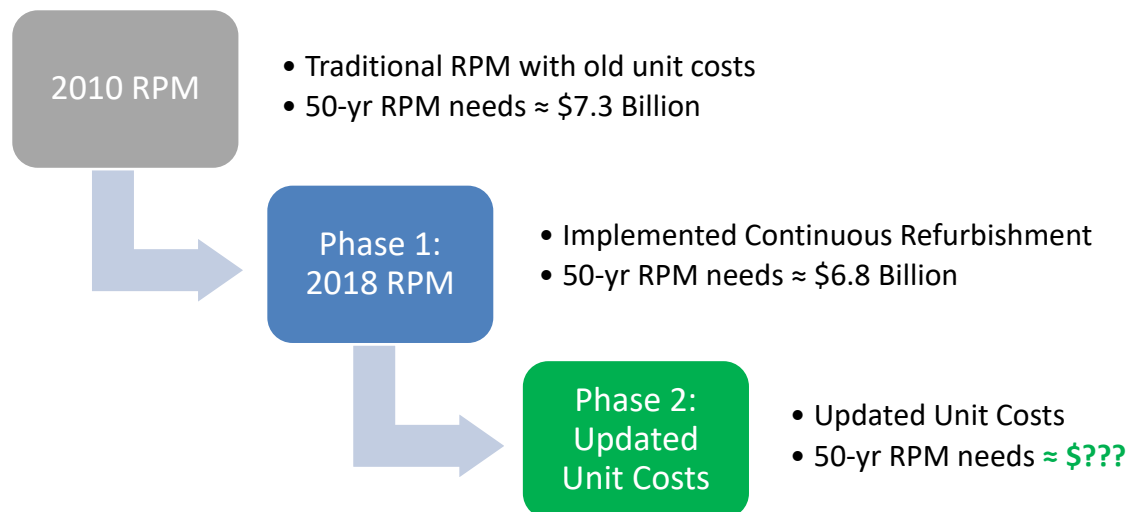 2010 RPM
• Traditional RPM with old unit costs
• 50-yr RPM needs ≈ $7.3 Billion
Phase 1:
2018 RPM
• Implemented Continuous Refurbishment
• 50-yr RPM needs ≈ $6.8 Billion
Phase 2:
Updated
Unit Costs
• Updated Unit Costs
• 50-yr RPM needs ≈ $???